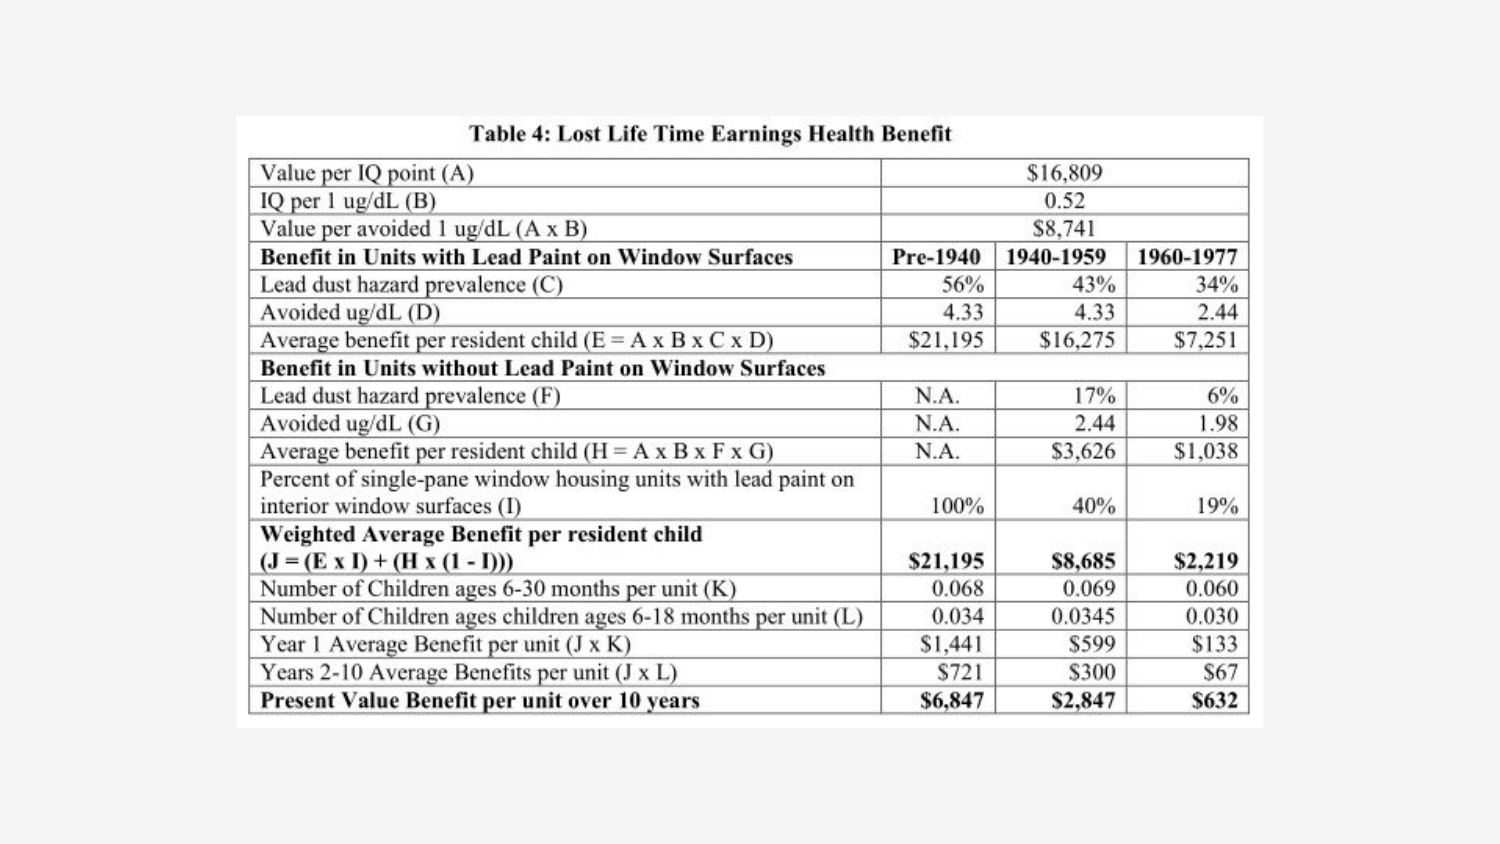 Table 4: Lost Life Time Earnings Health Benefit
Value per IQ point (A) $16,809
IQ per 1 ug/dL (B) 0.52
Value per avoided 1 ug/dL (A x B) $8,741
Benefit in Units with Lead Paint on Window Surfaces Pre-1940 1940-1959 1960-1977
Lead dust hazard prevalence (C) 56% 43% 34%
Avoided ug/dL (D) 4.33 4.33 2.44
Average benefit per resident child (E = A x B x C x D) $21,195 $16,275 $7,251
Benefit in Units without Lead Paint on Window Surfaces
Lead dust hazard prevalence (F) N.A. 17% 6%
Avoided ug/dL (G) N.A. 2.44 1.98
Average benefit per resident child (H = A x B x F x G) N.A. $3,626 $1,038
Percent of single-pane window housing units with lead paint on
interior window surfaces (I) 100% 40% 19%
Weighted Average Benefit per resident child
(J = (E x I) + (H x (1 - I))) $21,195 $8,685 $2,219
Number of Children ages 6-30 months per unit (K) 0.068 0.069 0.060
Number of Children ages children ages 6-18 months per unit (L) 0.034 0.0345 0.030
Year 1 Average Benefit per unit (J x K) $1,441 $599 $133
Years 2-10 Average Benefits per unit (J x L) $721 $300 $67
Present Value Benefit per unit over 10 years $6,847 $2,847 $632